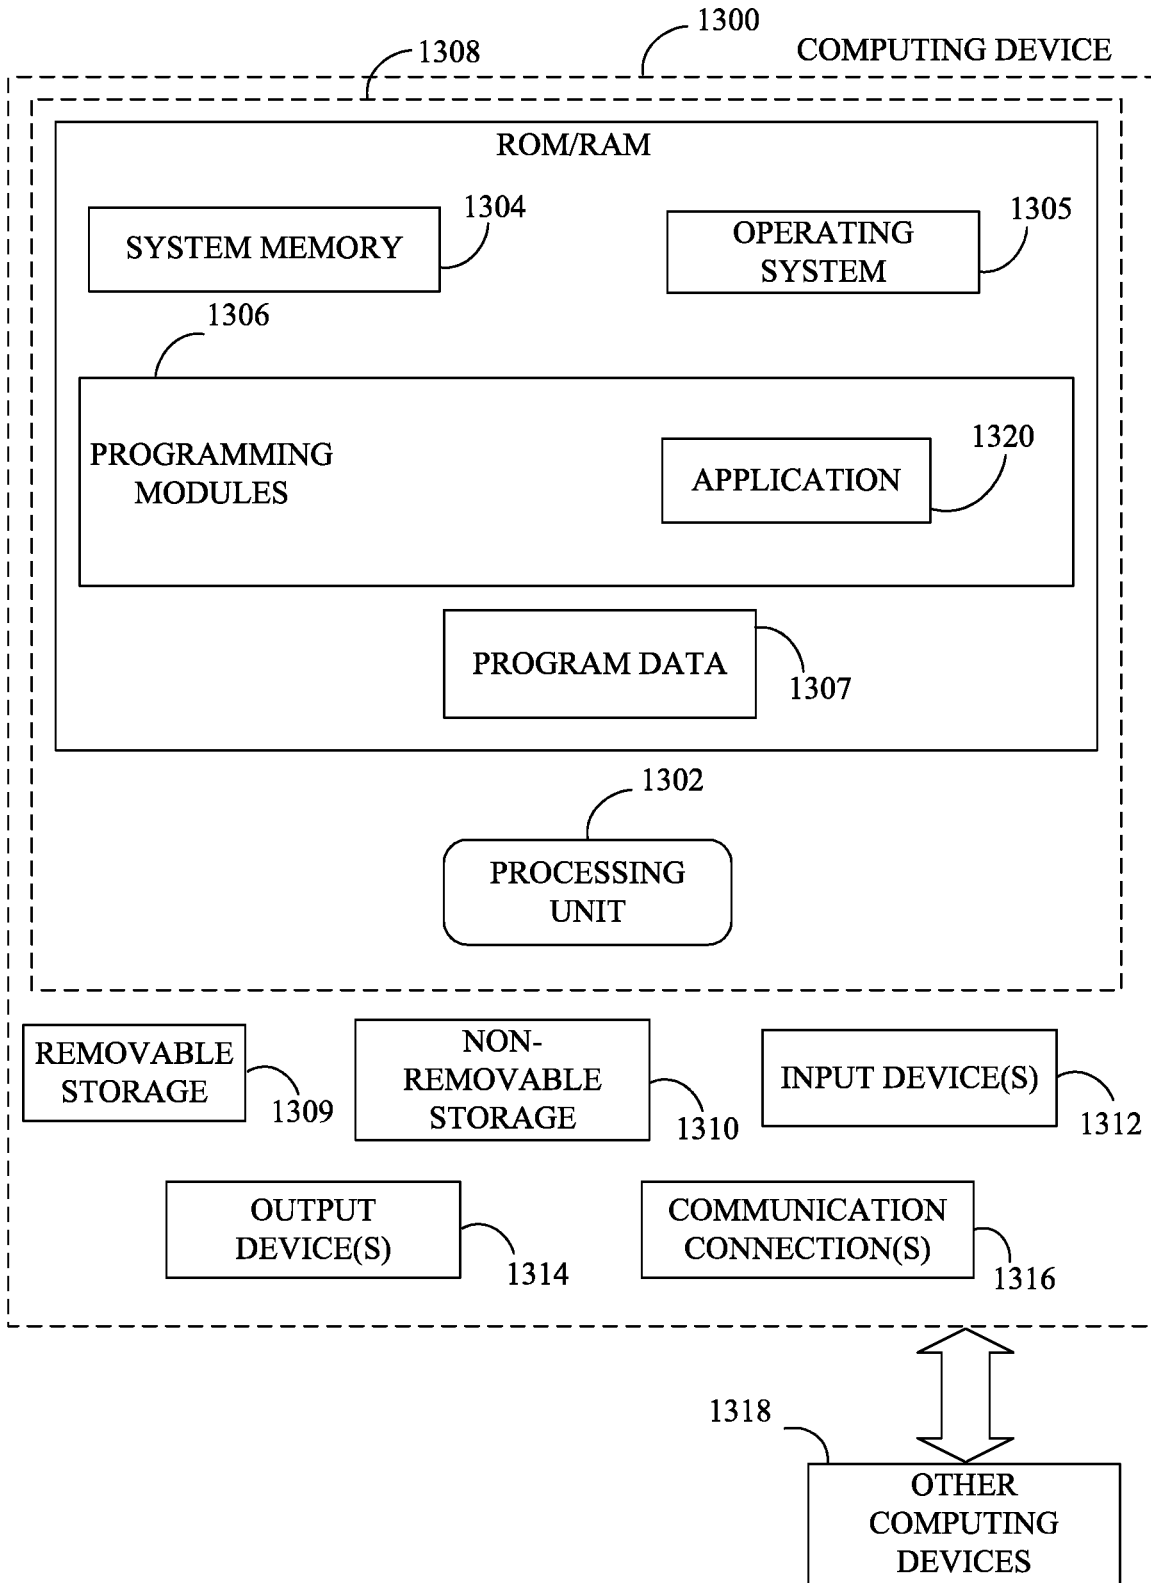 1300
COMPUTING DEVICE
1308
ROM/RAM
1304
SYSTEM MEMORY
1305
OPERATING
SYSTEM
1306
PROGRAMMING
MODULES
1320
APPLICATION
PROGRAM DATA
1307
1302
PROCESSING
UNIT
REMOVABLE
STORAGE
1309
NON-
REMOVABLE
STORAGE
1310
INPUT DEVICE(S)
1312
OUTPUT
DEVICE(S)
1314
COMMUNICATION
CONNECTION(S)
1316
1318
OTHER
COMPUTING
DEVICES